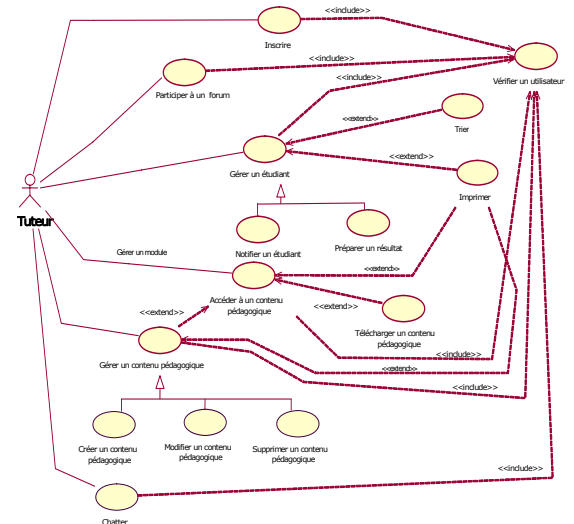 <<include>>
Inscrire
<<include>>
Vérifier un utilisateur
<<include>>
Participer à un forum
<<extend>>
Trier
<<extend>>
Gérer un étudiant
Imprimer
Tuteur
Notifier un étudiant
Préparer un résultat
Gérer un module
<<extend>>
Accéder à un contenu
pédagogique
<<extend>>
<<extend>>
Télécharger un contenu
pédagogique
<<include>>
Gérer un contenu pédagogique
<<extend>>
<<include>>
Créer un contenu
pédagogique
Modifier un contenu
pédagogique
Supprimer un contenu
pédagogique
<<include>>
Chatter